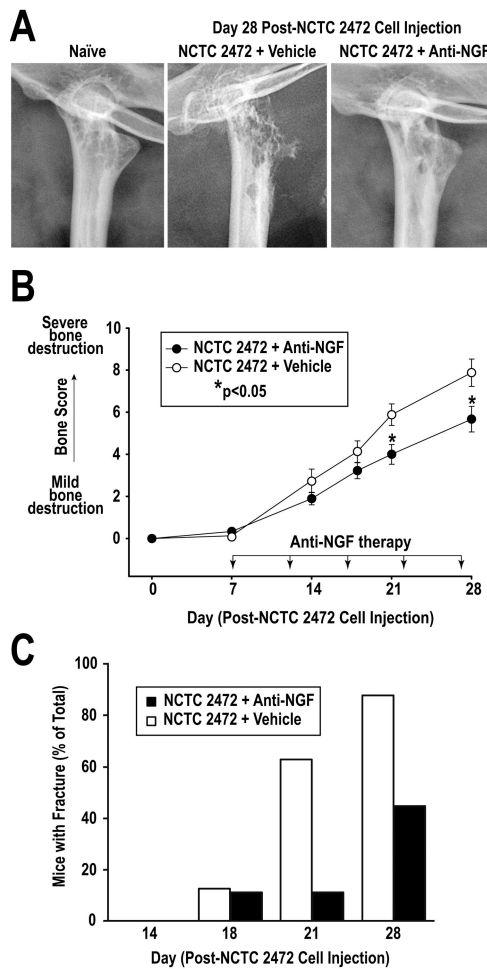 A
Day 28 Post-NCTC 2472 Cell Injection
Naïve
NCTC 2472 + Vehicle
NCTC 2472 + Anti-NGF
B
Severe
bone
destruction
Bone Score
Mild
bone
destruction
10
8
6
4
2
0
NCTC 2472 + Anti-NGF
NCTC 2472 + Vehicle
*p<0.05
*
*
Anti-NGF therapy
0 7 14 21 28
Day (Post-NCTC 2472 Cell Injection)
C
Mice with Fracture (% of Total)
100
80
60
40
20
0
NCTC 2472 + Anti-NGF
NCTC 2472 + Vehicle
14 18 21 28
Day (Post-NCTC 2472 Cell Injection)